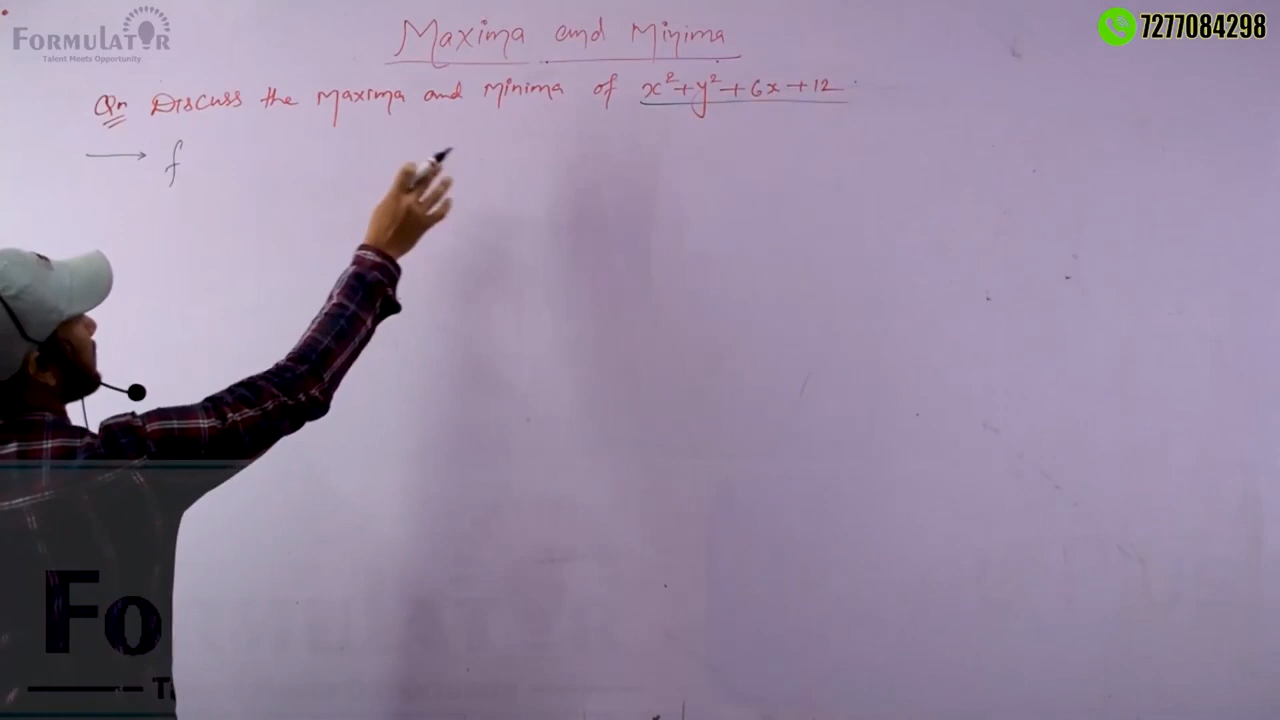 FORMULATOR
Talent Meets Opportunity
7277084298
Maxima and Minima
Qn Discuss the Maxima and Minima of x²+y²+6x+12
→ f
Fo
T